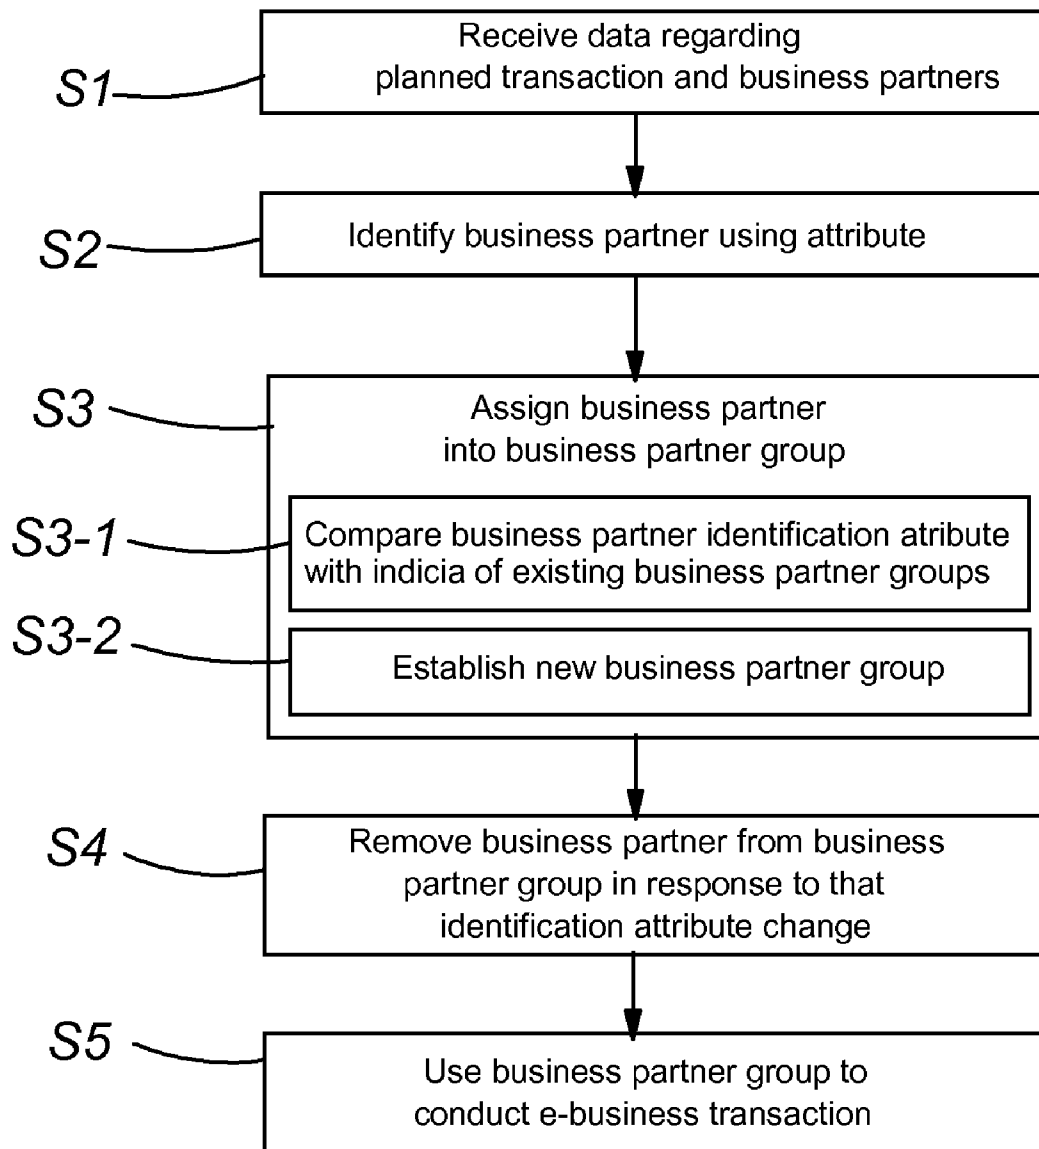 Receive data regarding
planned transaction and business partners
S1
Identify business partner using attribute
S2
Assign business partner
into business partner group
S3
Compare business partner identification atribute
with indicia of existing business partner groups
S3-1
Establish new business partner group
S3-2
Remove business partner from business
partner group in response to that
identification attribute change
S4
Use business partner group to
conduct e-business transaction
S5